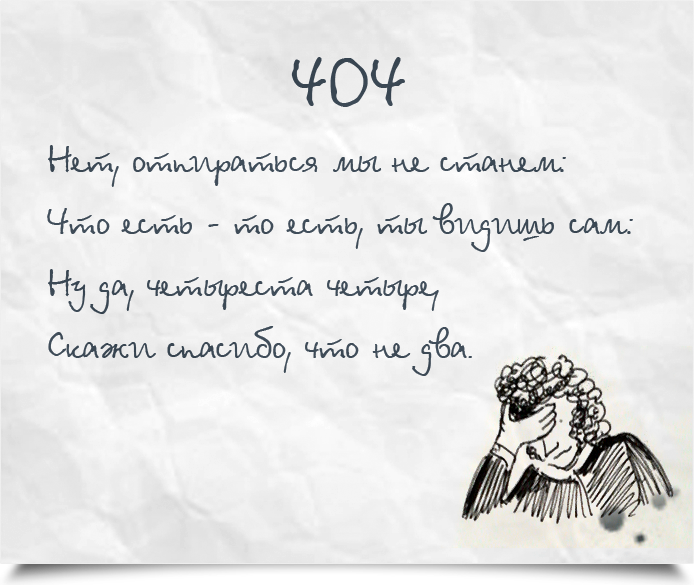 404
Нет, отпираться мы не станем:
Что есть - то есть, ты видишь сам:
Ну да, четыреста четыре,
Скажи спасибо, что не два.